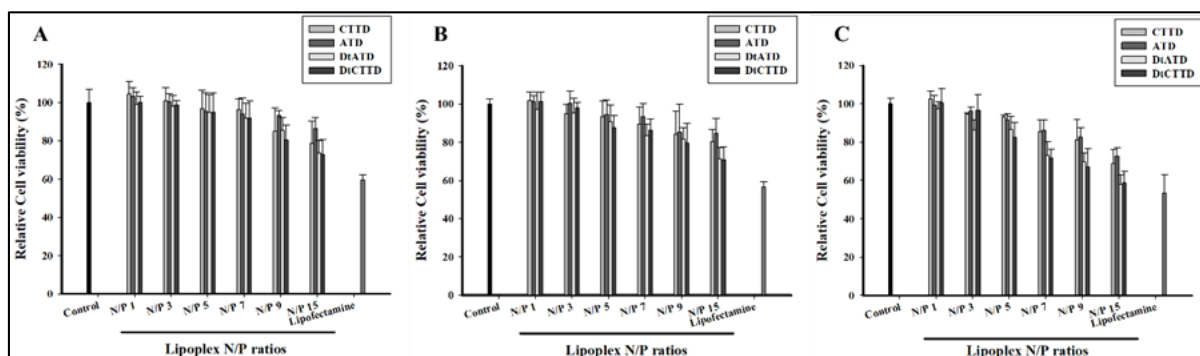 A
CTTD
ATD
DtATD
DtCTTD
Relative Cell viability (%)
120
100
80
60
40
20
0
Control
N/P 1
N/P 3
N/P 5
N/P 7
N/P 9
N/P 15
Lipofectamine
Lipoplex N/P ratios
B
CTTD
ATD
DtATD
DtCTTD
Relative Cell viability (%)
120
100
80
60
40
20
0
Control
N/P 1
N/P 3
N/P 5
N/P 7
N/P 9
N/P 15
Lipofectamine
Lipoplex N/P ratios
C
CTTD
ATD
DtATD
DtCTTD
Relative Cell viability (%)
120
100
80
60
40
20
0
Control
N/P 1
N/P 3
N/P 5
N/P 7
N/P 9
N/P 15
Lipofectamine
Lipoplex N/P ratios